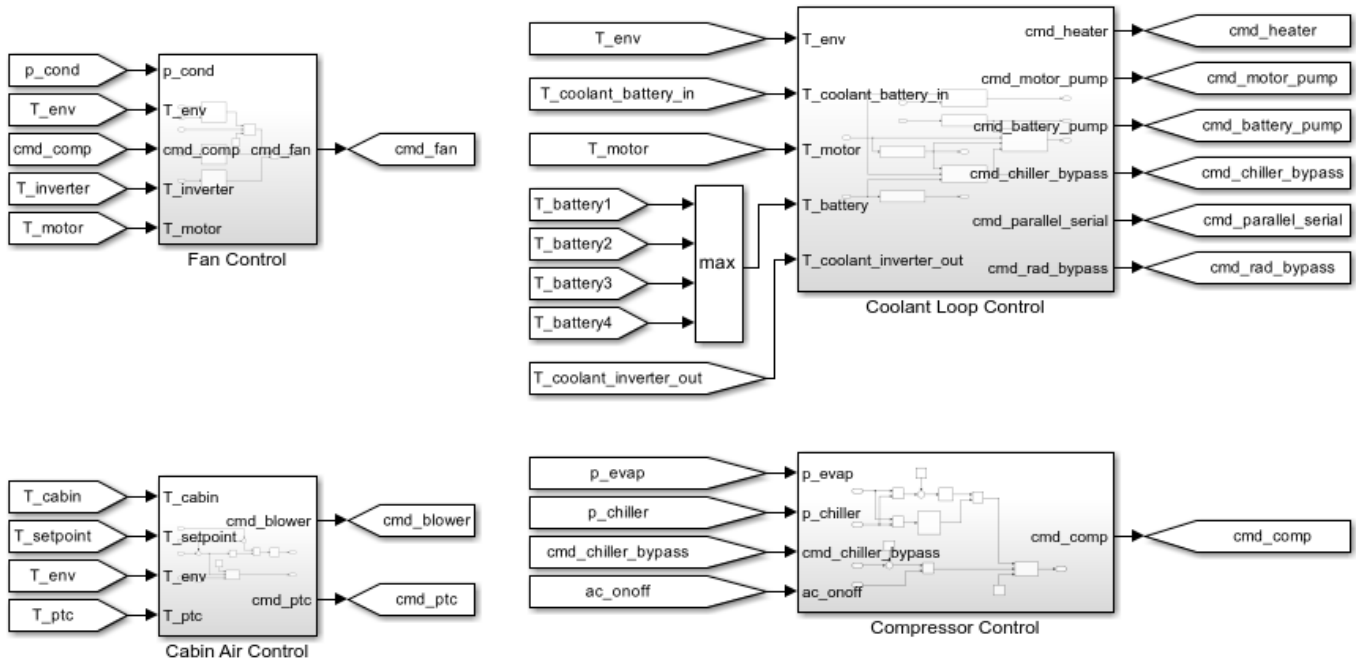 p_cond
T_env
cmd_comp
T_inverter
T_motor
p_cond
T_env
cmd_comp
T_inverter
T_motor
cmd_fan
cmd_fan
Fan Control
T_env
T_coolant_battery_in
T_motor
T_battery1
T_battery2
T_battery3
T_battery4
max
T_coolant_inverter_out
T_env
T_coolant_battery_in
T_motor
T_battery
T_coolant_inverter_out
cmd_heater
cmd_motor_pump
cmd_battery_pump
cmd_chiller_bypass
cmd_parallel_serial
cmd_rad_bypass
cmd_heater
cmd_motor_pump
cmd_battery_pump
cmd_chiller_bypass
cmd_parallel_serial
cmd_rad_bypass
Coolant Loop Control
T_cabin
T_setpoint
T_env
T_ptc
T_cabin
T_setpoint
T_env
T_ptc
cmd_blower
cmd_ptc
cmd_blower
cmd_ptc
Cabin Air Control
p_evap
p_chiller
cmd_chiller_bypass
ac_onoff
p_evap
p_chiller
cmd_chiller_bypass
ac_onoff
cmd_comp
cmd_comp
Compressor Control